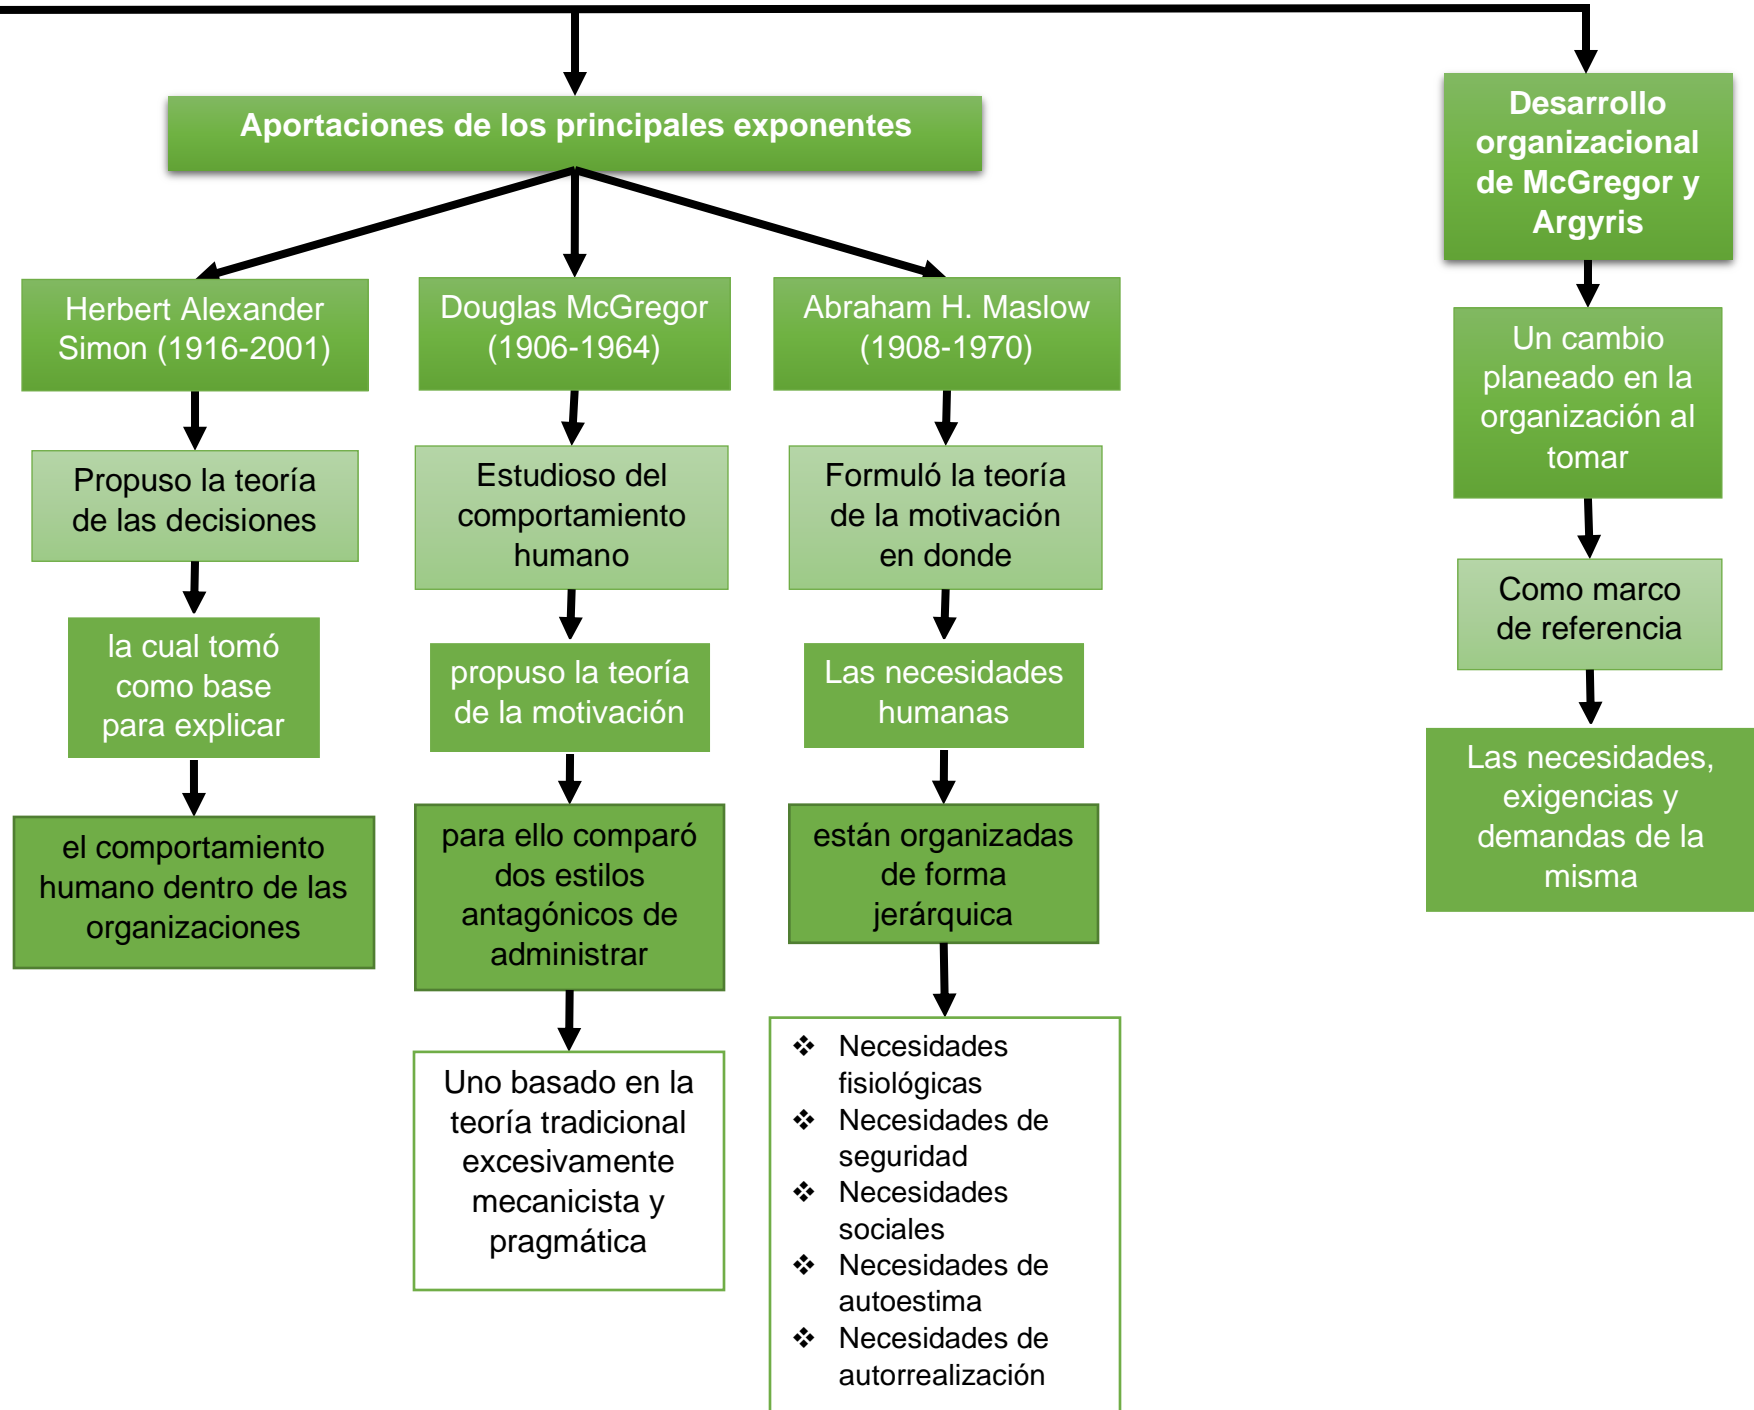 Aportaciones de los principales exponentes
Herbert Alexander
Simon (1916-2001)
Propuso la teoría
de las decisiones
la cual tomó
como base
para explicar
el comportamiento
humano dentro de las
organizaciones
Douglas McGregor
(1906-1964)
Estudioso del
comportamiento
humano
propuso la teoría
de la motivación
para ello comparó
dos estilos
antagónicos de
administrar
Uno basado en la
teoría tradicional
excesivamente
mecanicista y
pragmática
Abraham H. Maslow
(1908-1970)
Formuló la teoría
de la motivación
en donde
Las necesidades
humanas
están organizadas
de forma
jerárquica
❖ Necesidades
fisiológicas
❖ Necesidades de
seguridad
❖ Necesidades
sociales
❖ Necesidades de
autoestima
❖ Necesidades de
autorrealización
Desarrollo
organizacional
de McGregor y
Argyris
Un cambio
planeado en la
organización al
tomar
Como marco
de referencia
Las necesidades,
exigencias y
demandas de la
misma